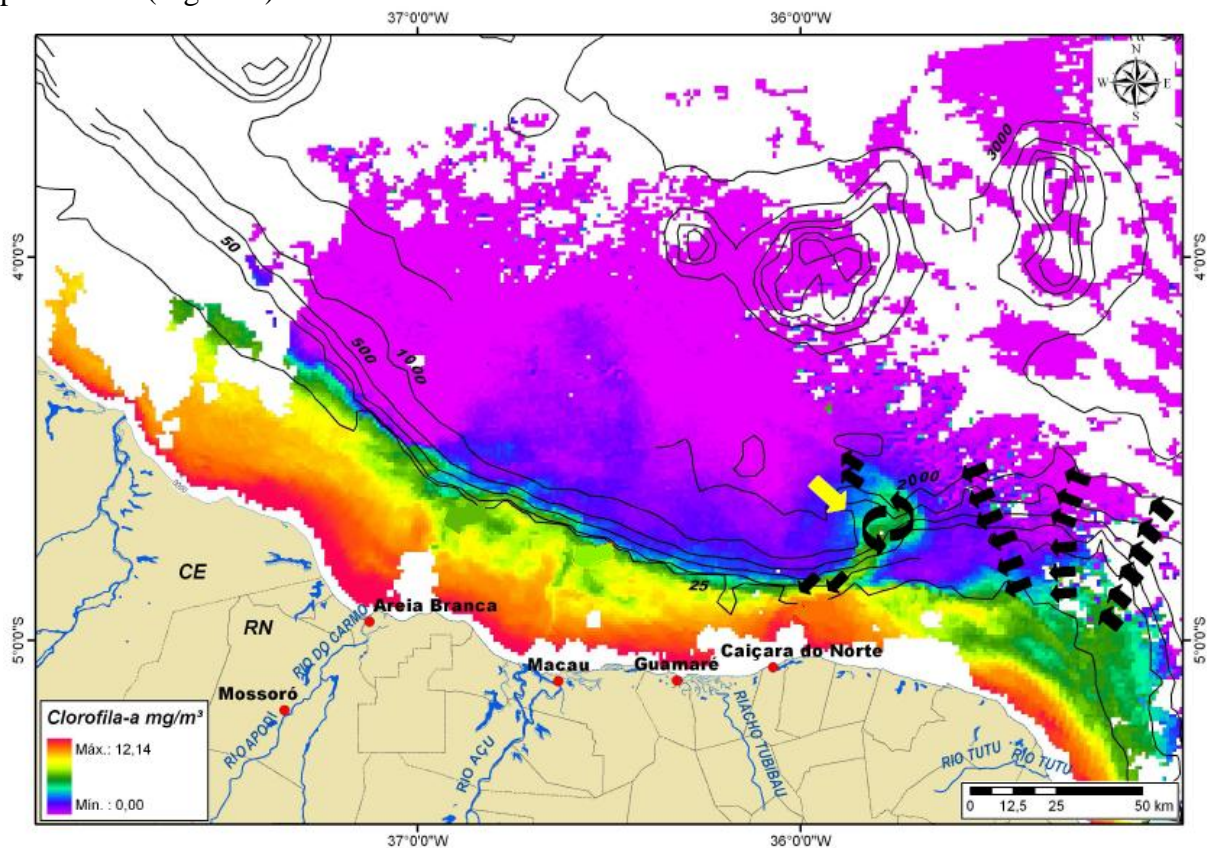 37°0'0"W 36°0'0"W
N
W E
S
3000
50
4°0'0"S 4°0'0"S
500
1000
2000
25
CE
RN
Areia Branca
RIO DO CARMO
5°0'0"S 5°0'0"S
Macau
Guamaré
Caiçara do Norte
Mossoró
RIO APODI
RIO AÇU
RIACHO TUBIBAU
RIO TUTU
RIO TUTU
Clorofila-a mg/m³
Máx.: 12,14
Mín. : 0,00
0 12,5 25 50 km
37°0'0"W 36°0'0"W